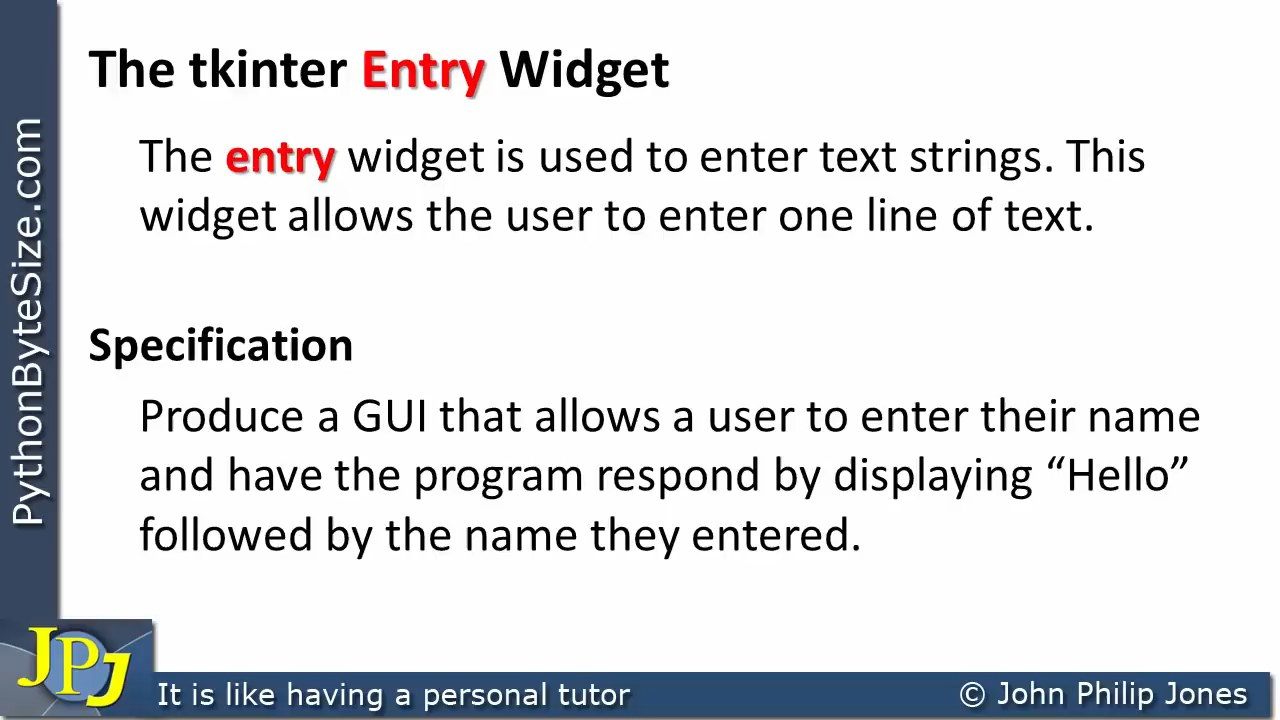 The tkinter Entry Widget
The entry widget is used to enter text strings. This
widget allows the user to enter one line of text.
Specification
Produce a GUI that allows a user to enter their name
and have the program respond by displaying “Hello”
followed by the name they entered.
PythonByteSize.com
JPJ
It is like having a personal tutor
© John Philip Jones